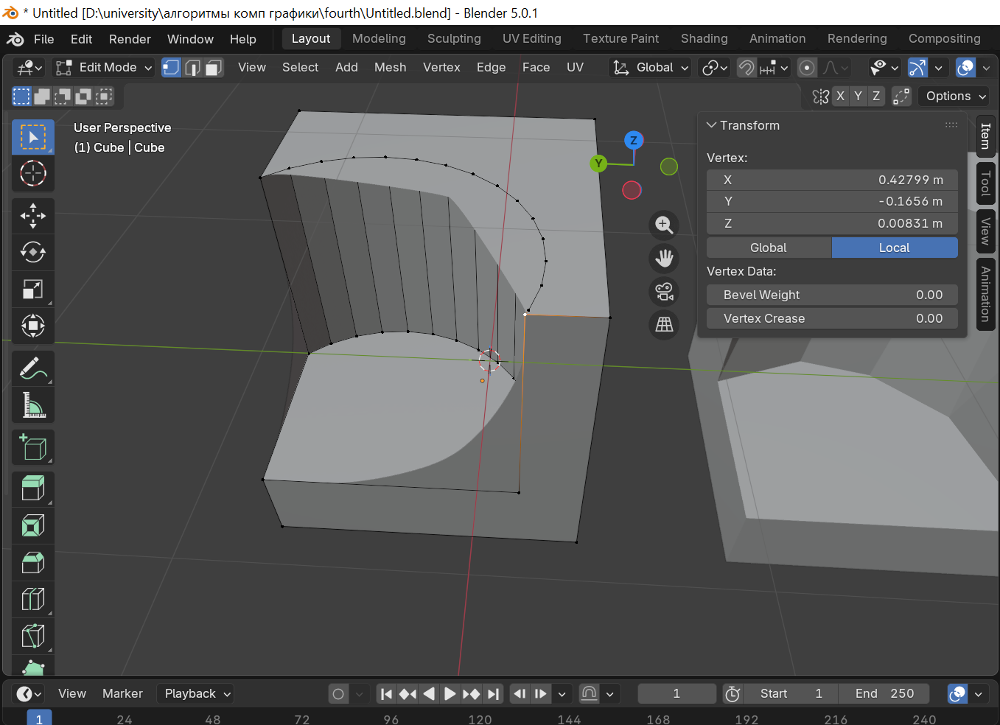 * Untitled [D:\university\алгоритмы комп графики\fourth\Untitled.blend] - Blender 5.0.1
File Edit Render Window Help Layout Modeling Sculpting UV Editing Texture Paint Shading Animation Rendering Compositing
Edit Mode View Select Add Mesh Vertex Edge Face UV Global
X Y Z Options
User Perspective
(1) Cube | Cube
Z
Y
Transform
Vertex:
X 0.42799 m
Y -0.1656 m
Z 0.00831 m
Global Local
Vertex Data:
Bevel Weight 0.00
Vertex Crease 0.00
Item
Tool
View
Animation
View Marker Playback 1 Start 1 End 250
1 24 48 72 96 120 144 168 192 216 240